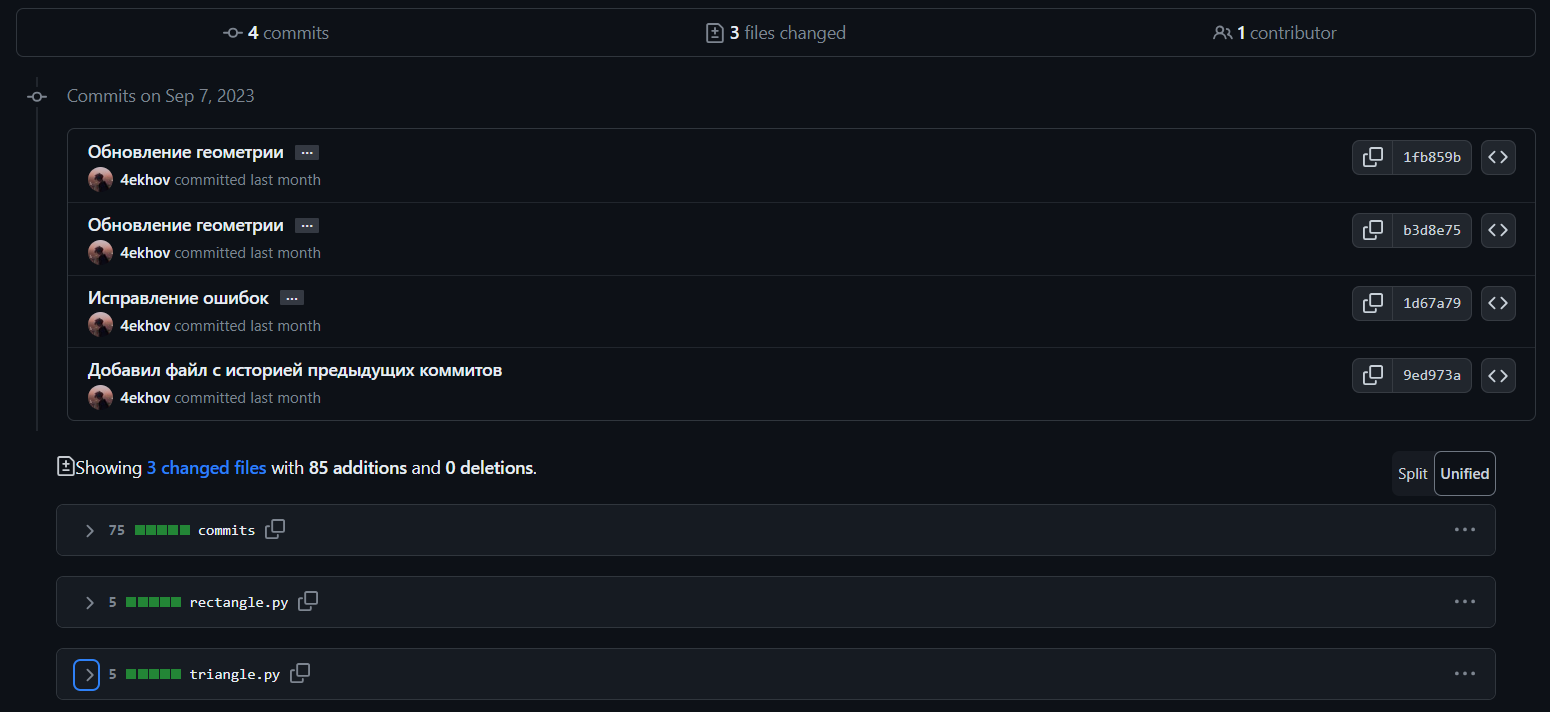 4 commits
3 files changed
1 contributor
Commits on Sep 7, 2023
Обновление геометрии ...
1fb859b
4ekhov committed last month
Обновление геометрии ...
b3d8e75
4ekhov committed last month
Исправление ошибок ...
1d67a79
4ekhov committed last month
Добавил файл с историей предыдущих коммитов
9ed973a
4ekhov committed last month
Showing 3 changed files with 85 additions and 0 deletions.
Split Unified
75 commits
5 rectangle.py
5 triangle.py